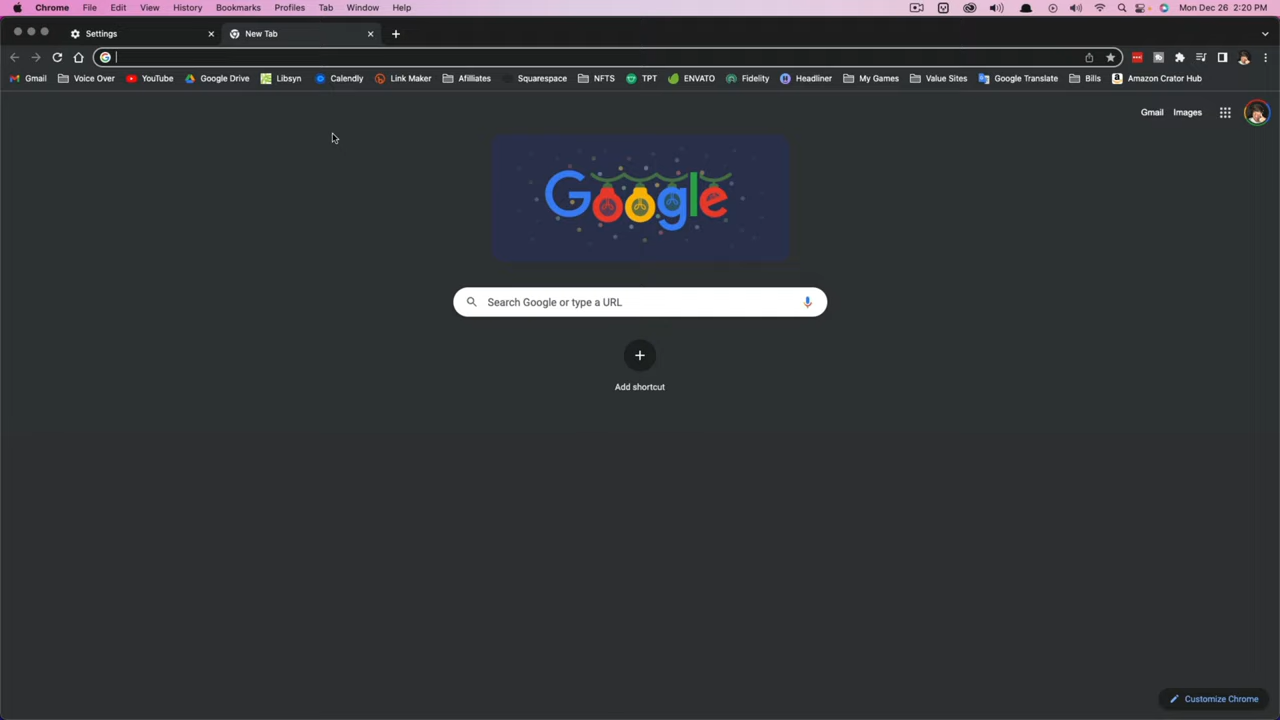 Chrome File Edit View History Bookmarks Profiles Tab Window Help Mon Dec 26 2:20 PM
Settings New Tab
Gmail Voice Over YouTube Google Drive Libsyn Calendly Link Maker Afilliates Squarespace NFTS TPT ENVATO Fidelity Headliner My Games Value Sites Google Translate Bills Amazon Crator Hub
Gmail Images
Google
Search Google or type a URL
Add shortcut
Customize Chrome